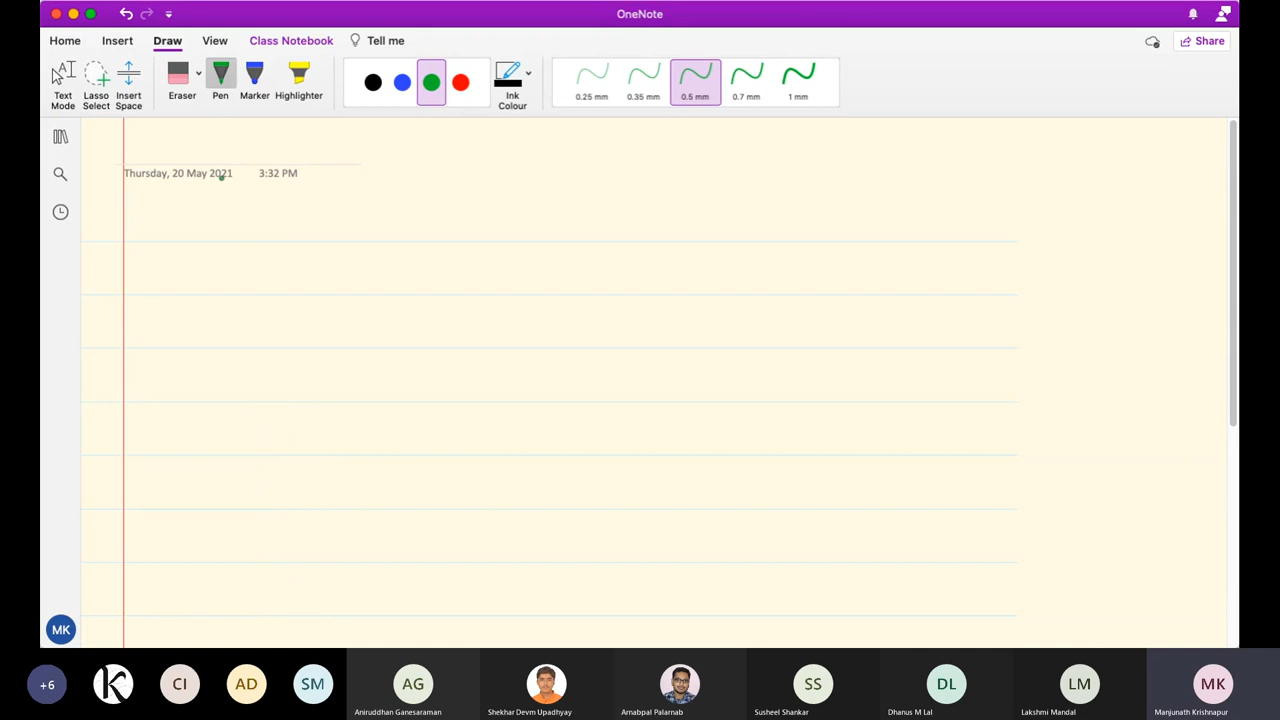 OneNote
Home Insert Draw View Class Notebook Tell me
Share
Text Mode
Lasso Select
Insert Space
Eraser
Pen
Marker
Highlighter
Ink Colour
0.25 mm
0.35 mm
0.5 mm
0.7 mm
1 mm
Thursday, 20 May 2021 3:32 PM
MK
+6
K
CI
AD
SM
AG
SS
DL
LM
MK
Aniruddhan Ganesaraman
Shekhar Devm Upadhyay
Arnabpal Palarnab
Susheel Shankar
Dhanus M Lal
Lakshmi Mandal
Manjunath Krishnapur